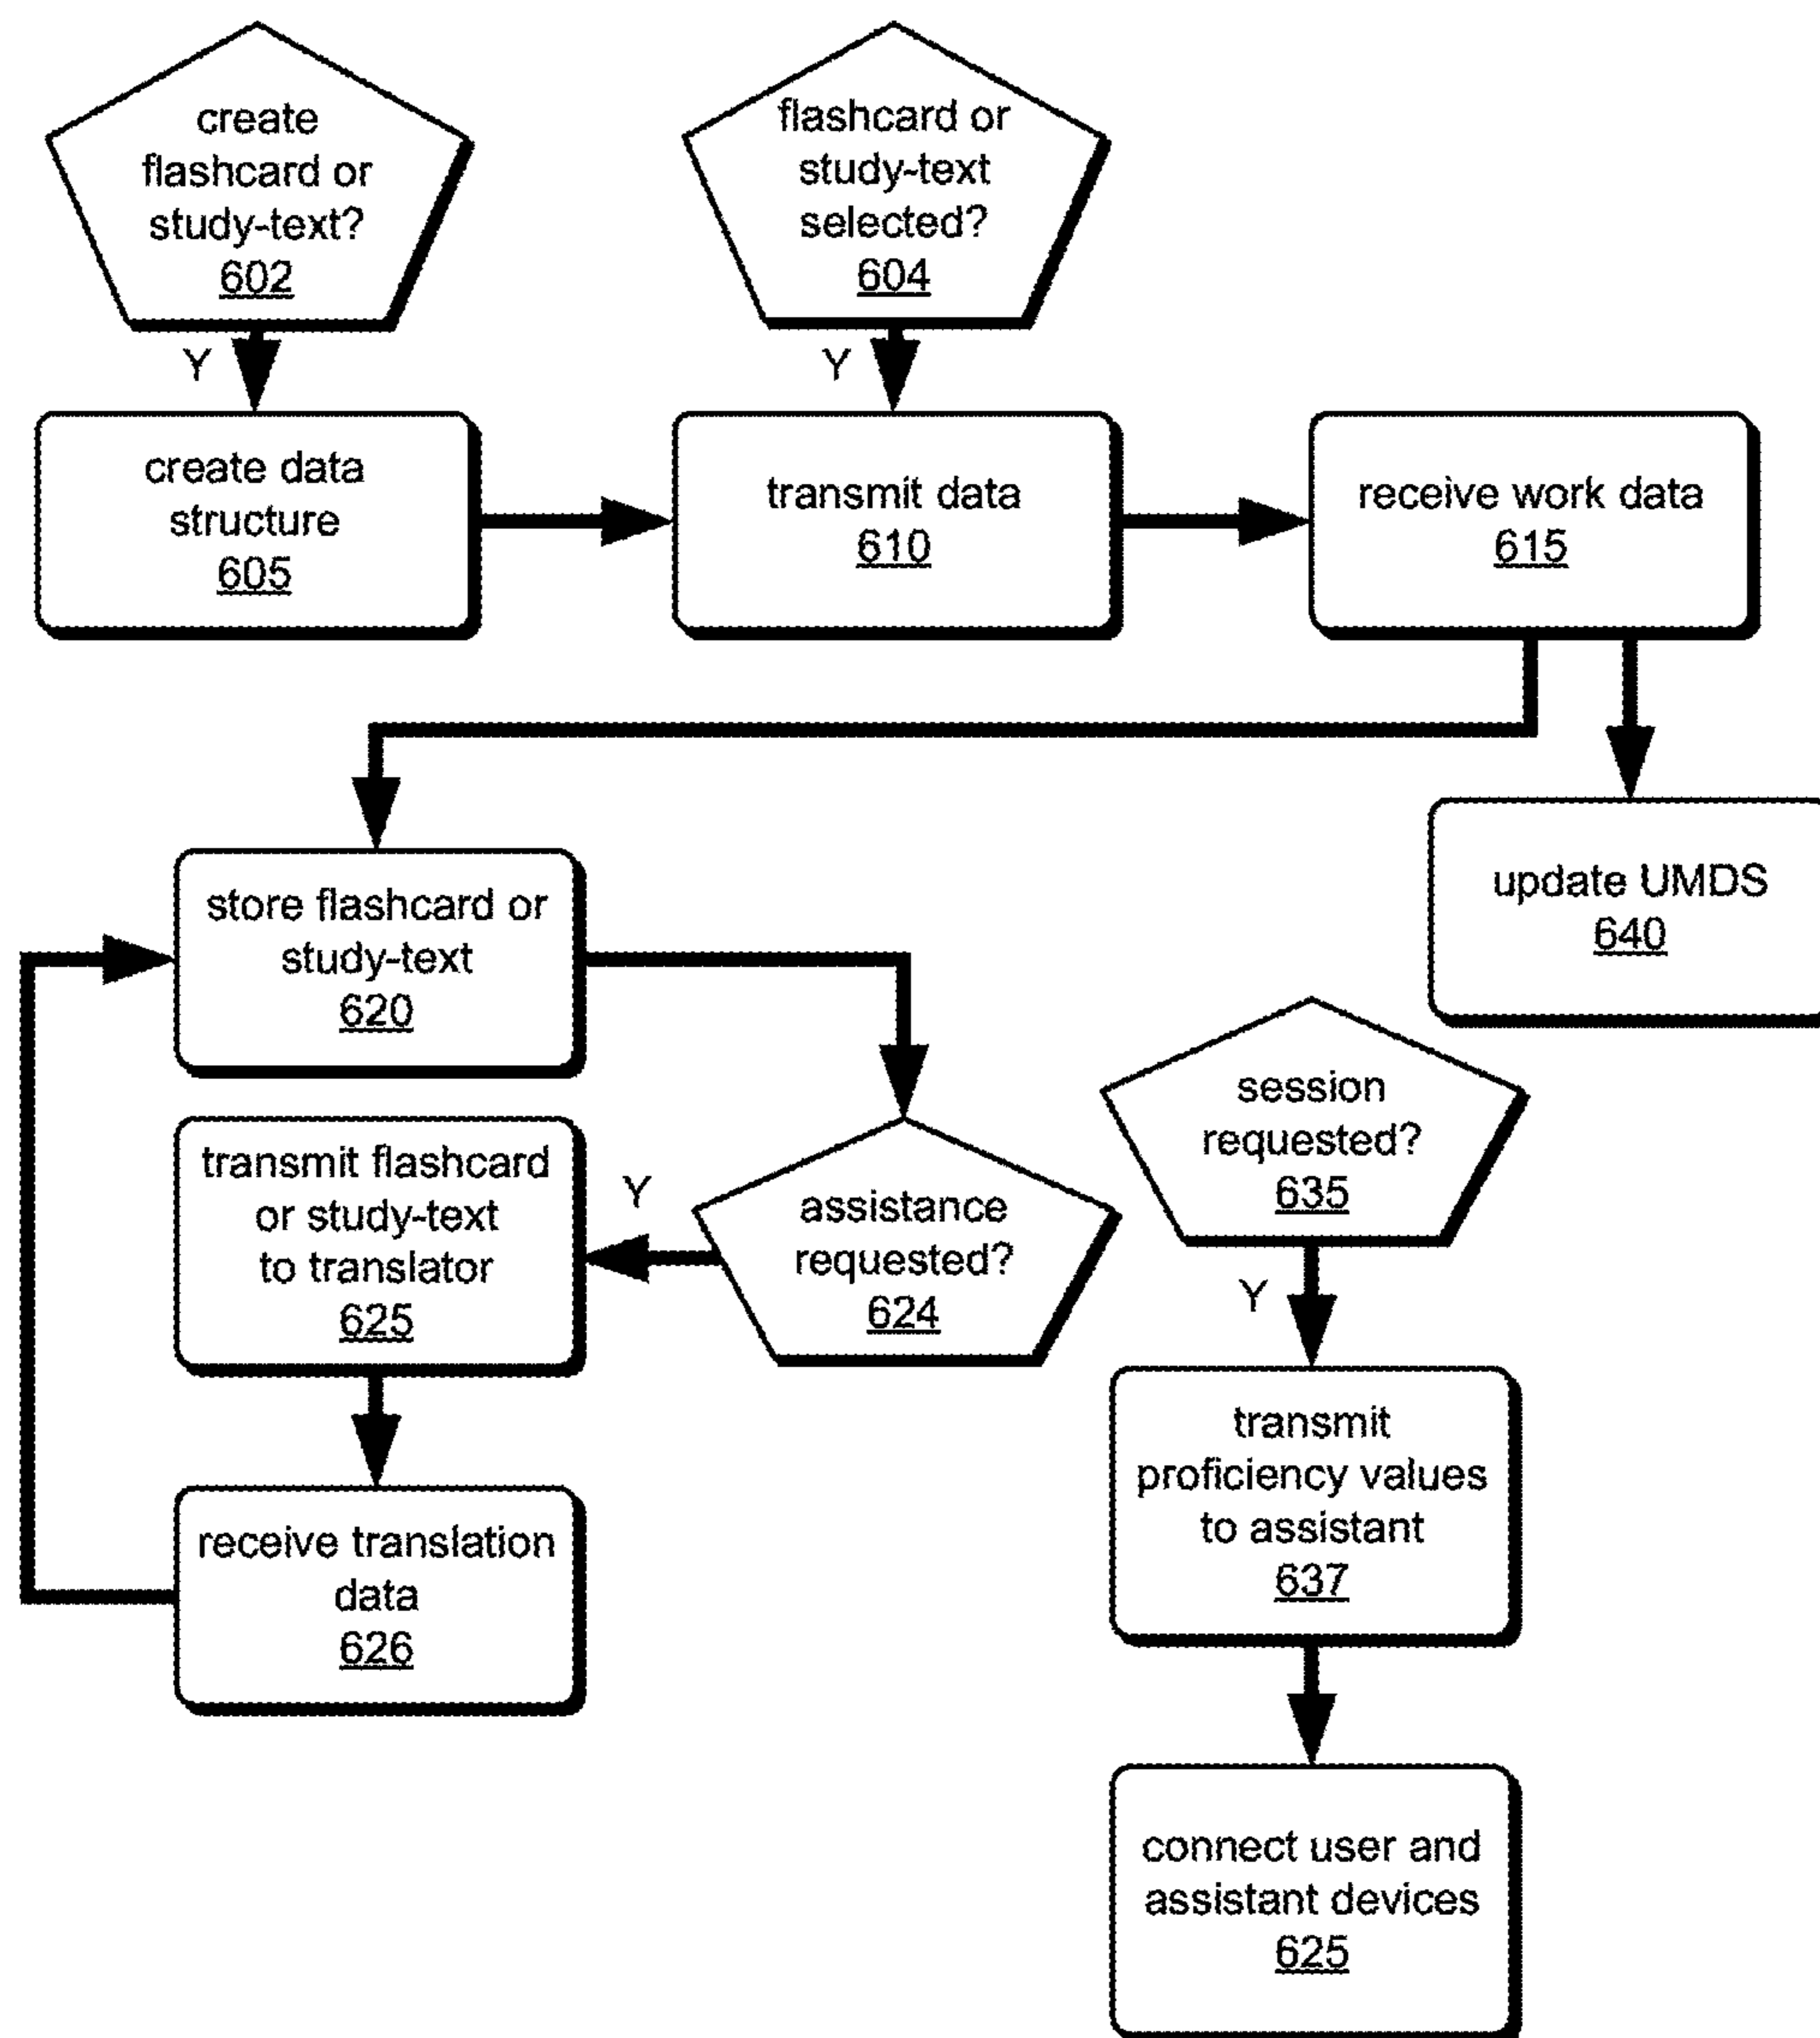 create
flashcard or
study-text?
602
flashcard or
study-text
selected?
604
Y
Y
create data
structure
605
transmit data
610
receive work data
615
store flashcard or
study-text
620
update UMDS
640
transmit flashcard
or study-text
to translator
625
Y
assistance
requested?
624
session
requested?
635
Y
receive translation
data
626
transmit
proficiency values
to assistant
637
connect user and
assistant devices
625